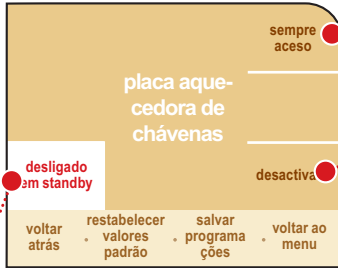 sempre
aceso
placa aque-
cedora de
chávenas
desligado
em standby
desactiva
voltar
atrás
restabelecer
valores
padrão
salvar
programa
ções
voltar ao
menu